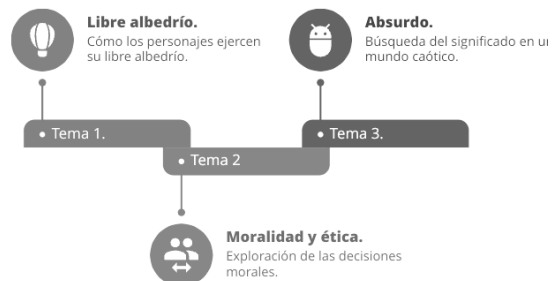 Libre albedrío.
Cómo los personajes ejercen
su libre albedrío.
Absurdo.
Búsqueda del significado en
mundo caótico.
Tema 1.
Tema 3.
Tema 2
Moralidad y ética.
Exploración de las decisiones
morales.